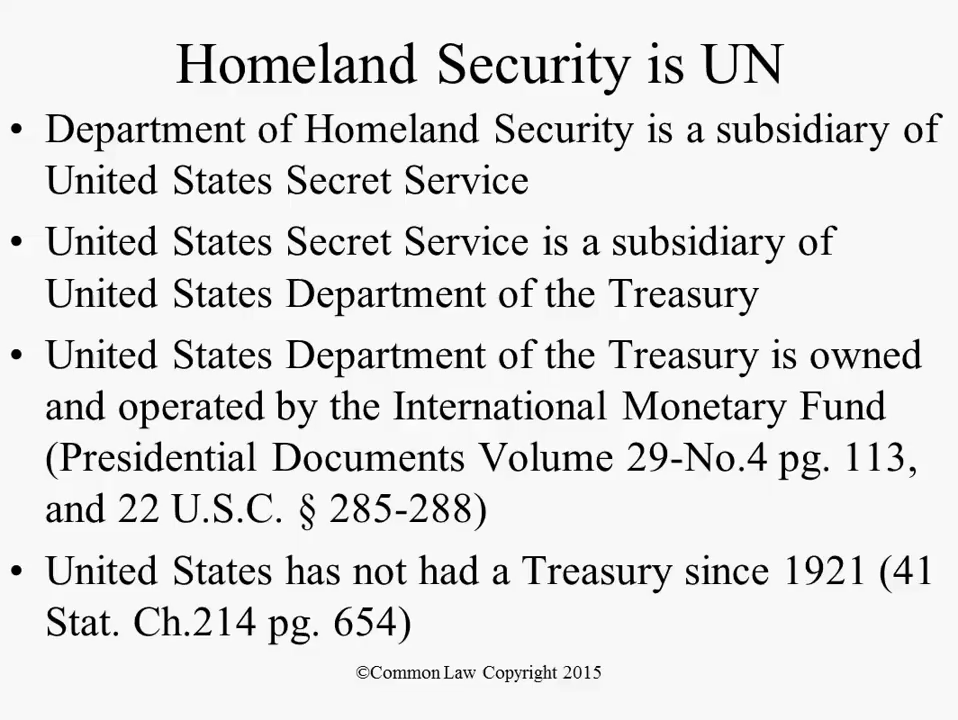 Homeland Security is UN
• Department of Homeland Security is a subsidiary of
United States Secret Service
• United States Secret Service is a subsidiary of
United States Department of the Treasury
• United States Department of the Treasury is owned
and operated by the International Monetary Fund
(Presidential Documents Volume 29-No.4 pg. 113,
and 22 U.S.C. § 285-288)
• United States has not had a Treasury since 1921 (41
Stat. Ch.214 pg. 654)
©Common Law Copyright 2015